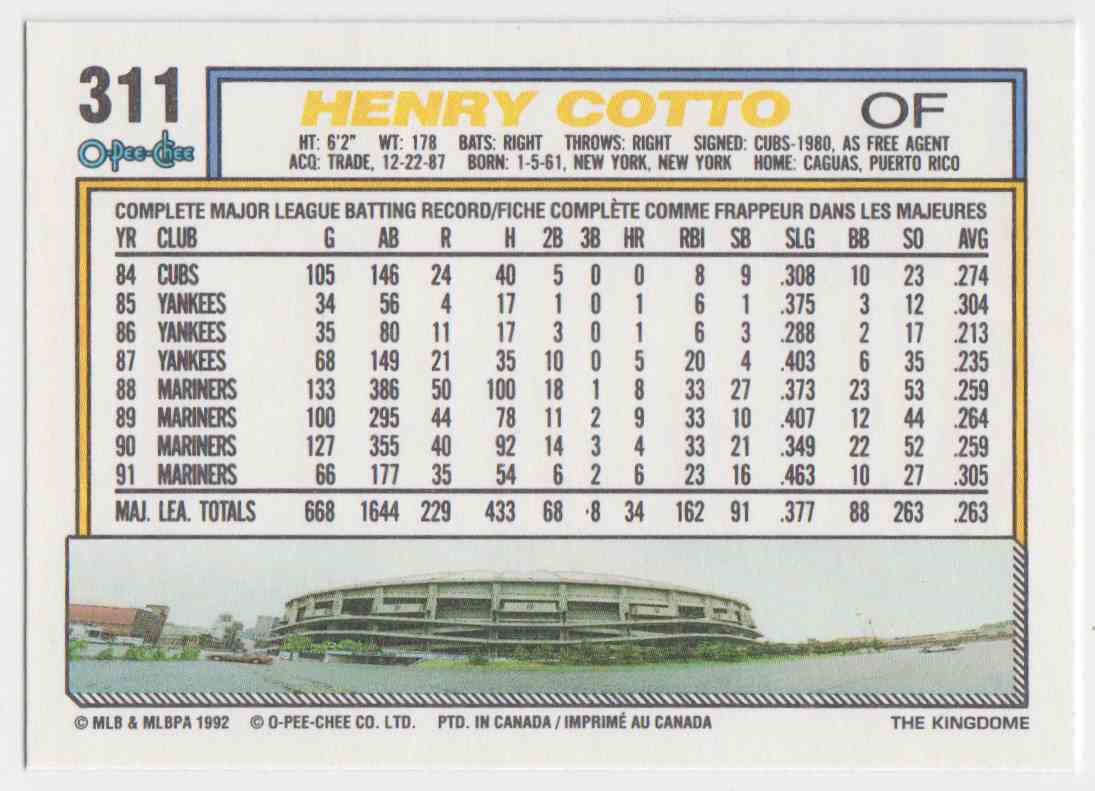 311
O-Pee-Chee
HENRY COTTO OF
HT: 6'2" WT: 178 BATS: RIGHT THROWS: RIGHT SIGNED: CUBS-1980, AS FREE AGENT
ACQ: TRADE, 12-22-87 BORN: 1-5-61, NEW YORK, NEW YORK HOME: CAGUAS, PUERTO RICO
COMPLETE MAJOR LEAGUE BATTING RECORD/FICHE COMPLÈTE COMME FRAPPEUR DANS LES MAJEURES
YR CLUB G AB R H 2B 3B HR RBI SB SLG BB SO AVG
84 CUBS 105 146 24 40 5 0 0 8 9 .308 10 23 .274
85 YANKEES 34 56 4 17 1 0 1 6 1 .375 3 12 .304
86 YANKEES 35 80 11 17 3 0 1 6 3 .288 2 17 .213
87 YANKEES 68 149 21 35 10 0 5 20 4 .403 6 35 .235
88 MARINERS 133 386 50 100 18 1 8 33 27 .373 23 53 .259
89 MARINERS 100 295 44 78 11 2 9 33 10 .407 12 44 .264
90 MARINERS 127 355 40 92 14 3 4 33 21 .349 22 52 .259
91 MARINERS 66 177 35 54 6 2 6 23 16 .463 10 27 .305
MAJ. LEA. TOTALS 668 1644 229 433 68 8 34 162 91 .377 88 263 .263
© MLB & MLBPA 1992 © O-PEE-CHEE CO. LTD. PTD. IN CANADA / IMPRIMÉ AU CANADA THE KINGDOME